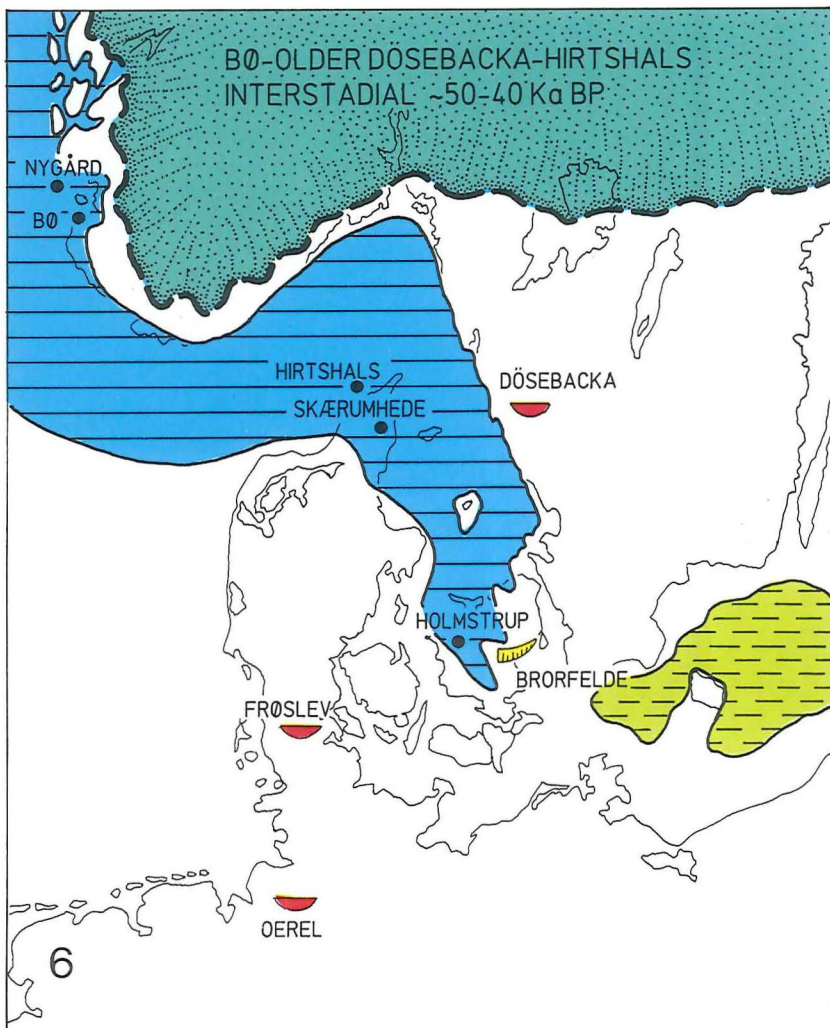 BØ-OLDER DÖSEBACKA-HIRTSHALS
INTERSTADIAL ~50-40 Ka BP
NYGÅRD
BØ
HIRTSHALS
DÖSEBACKA
SKÆRUMHEDE
HOLMSTRUP
BRORFELDE
FRØSLEV
OEREL
6